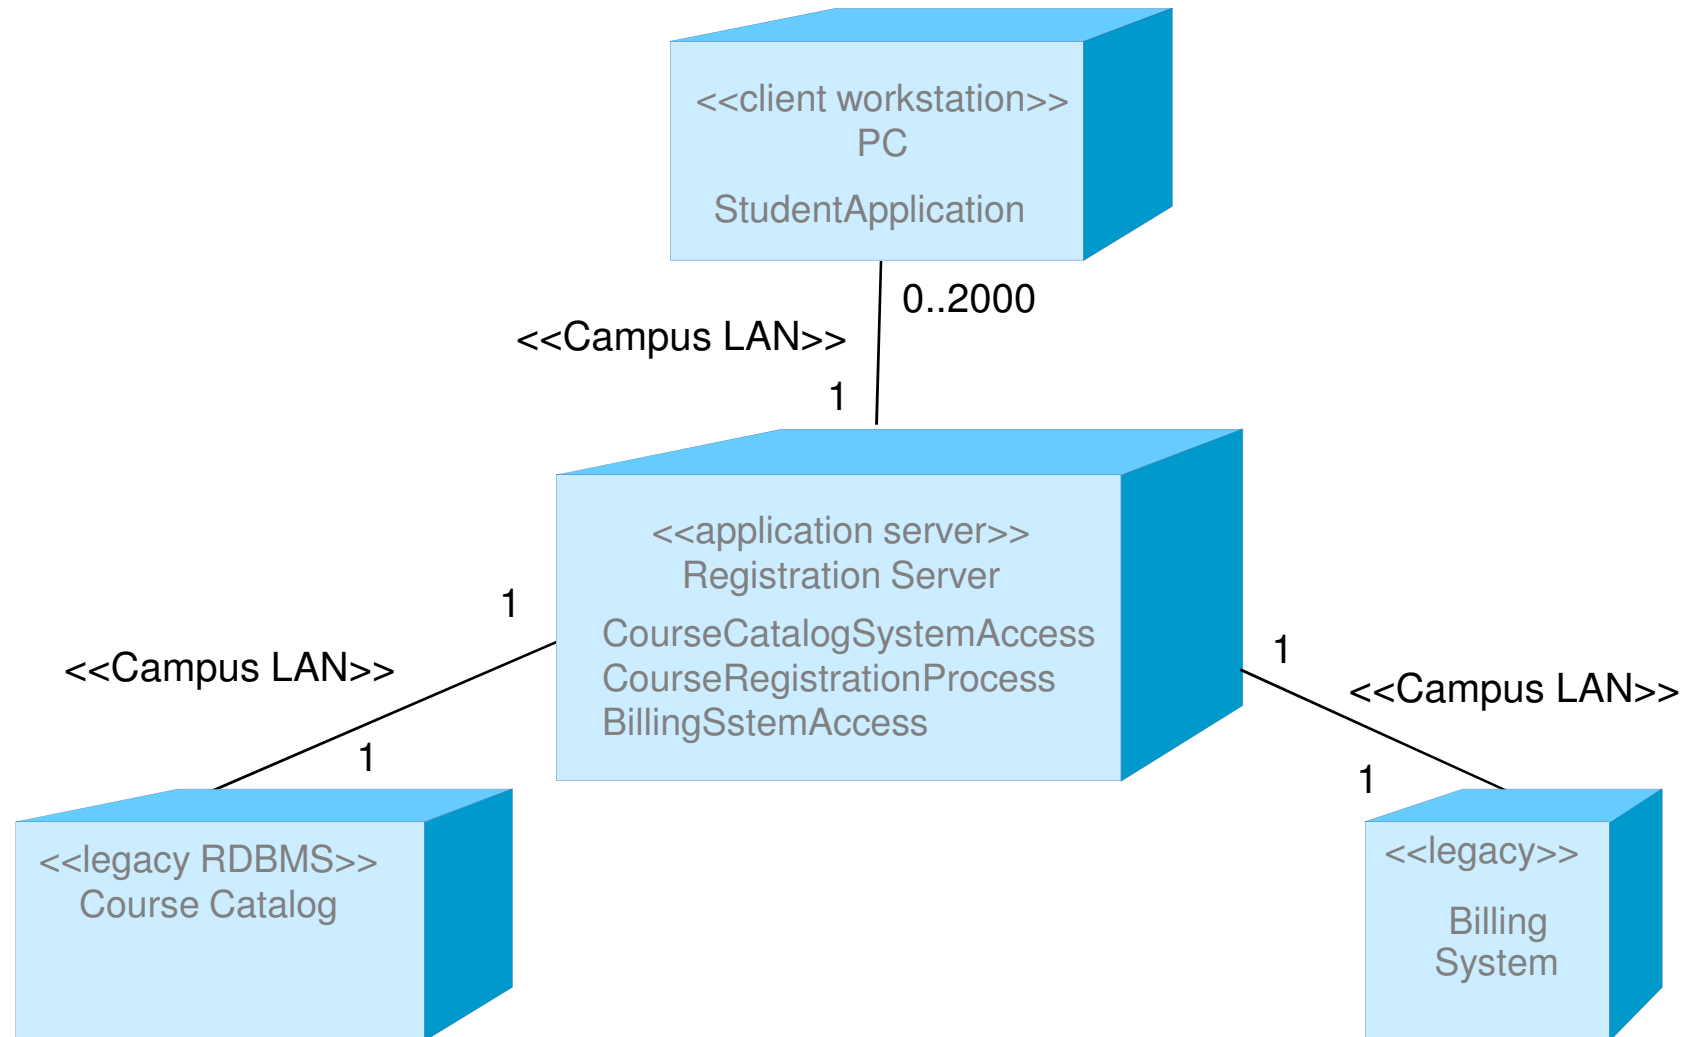 <<client workstation>>
PC
StudentApplication
0..2000
<<Campus LAN>>
1
<<application server>>
Registration Server
CourseCatalogSystemAccess
CourseRegistrationProcess
BillingSstemAccess
1
<<Campus LAN>>
1
1
<<Campus LAN>>
1
<<legacy RDBMS>>
Course Catalog
<<legacy>>
Billing
System